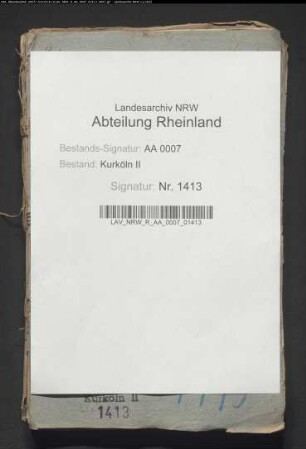 Landesarchiv NRW
Abteilung Rheinland
Bestands-Signatur: AA 0007
Bestand: Kurköln II
Signatur: Nr. 1413
LAV_NRW_R_AA_0007_01413
Kurköln II
1413